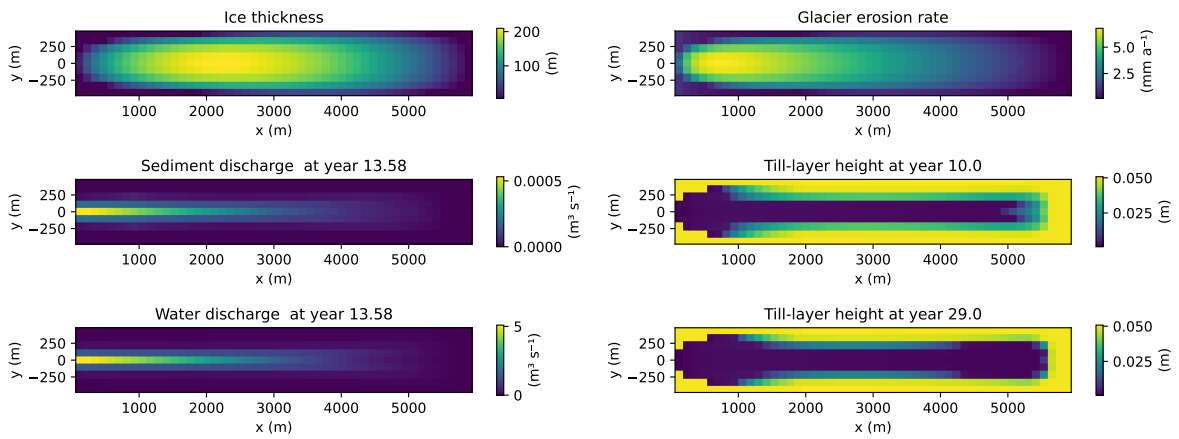 Ice thickness
250
0
−250
y (m)
1000 2000 3000 4000 5000
x (m)
200
100
(m)
Glacier erosion rate
250
0
−250
y (m)
1000 2000 3000 4000 5000
x (m)
5.0
2.5
(mm a⁻¹)
Sediment discharge  at year 13.58
250
0
−250
y (m)
1000 2000 3000 4000 5000
x (m)
0.0005
0.0000
(m³ s⁻¹)
Till-layer height at year 10.0
250
0
−250
y (m)
1000 2000 3000 4000 5000
x (m)
0.050
0.025
(m)
Water discharge  at year 13.58
250
0
−250
y (m)
1000 2000 3000 4000 5000
x (m)
5
0
(m³ s⁻¹)
Till-layer height at year 29.0
250
0
−250
y (m)
1000 2000 3000 4000 5000
x (m)
0.050
0.025
(m)